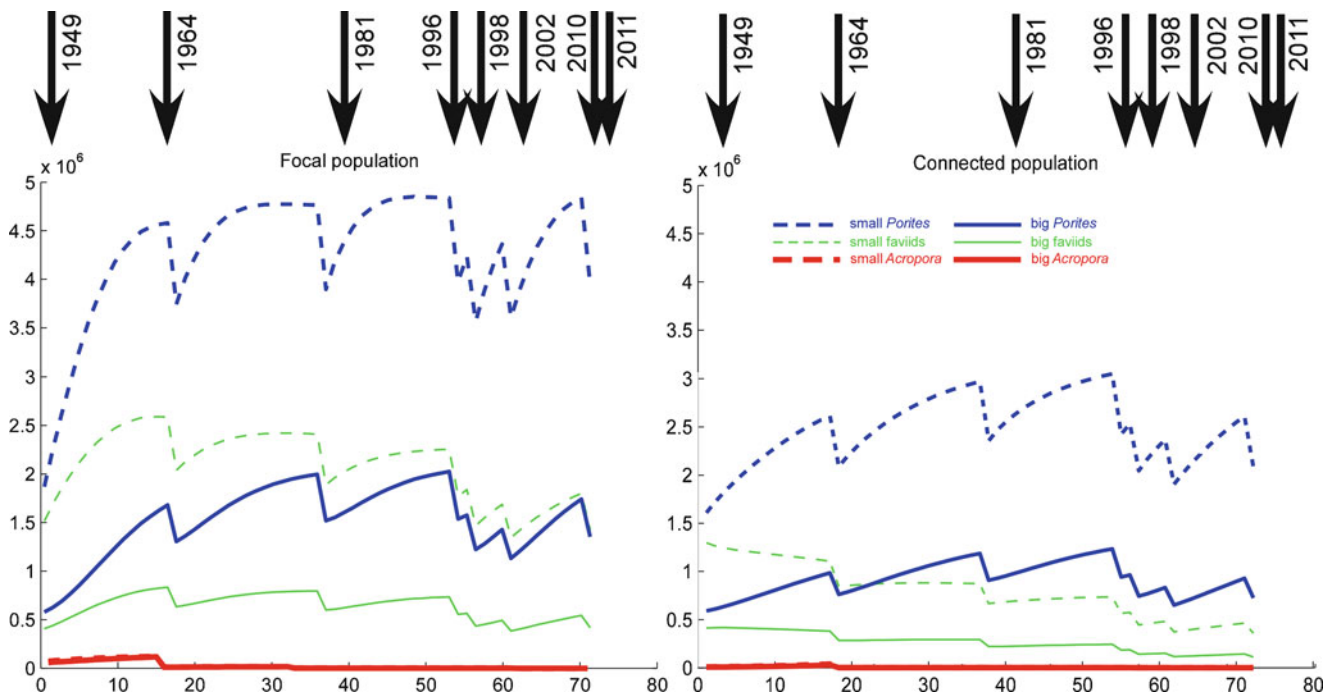 1949 1964 1981 1996 1998 2002 2010 2011
1949 1964 1981 1996 1998 2002 2010 2011
Focal population
x 10^6
5
4.5
4
3.5
3
2.5
2
1.5
1
0.5
0
0 10 20 30 40 50 60 70 80
Connected population
x 10^6
5
4.5
4
3.5
3
2.5
2
1.5
1
0.5
0
0 10 20 30 40 50 60 70 80
small Porites big Porites
small faviids big faviids
small Acropora big Acropora